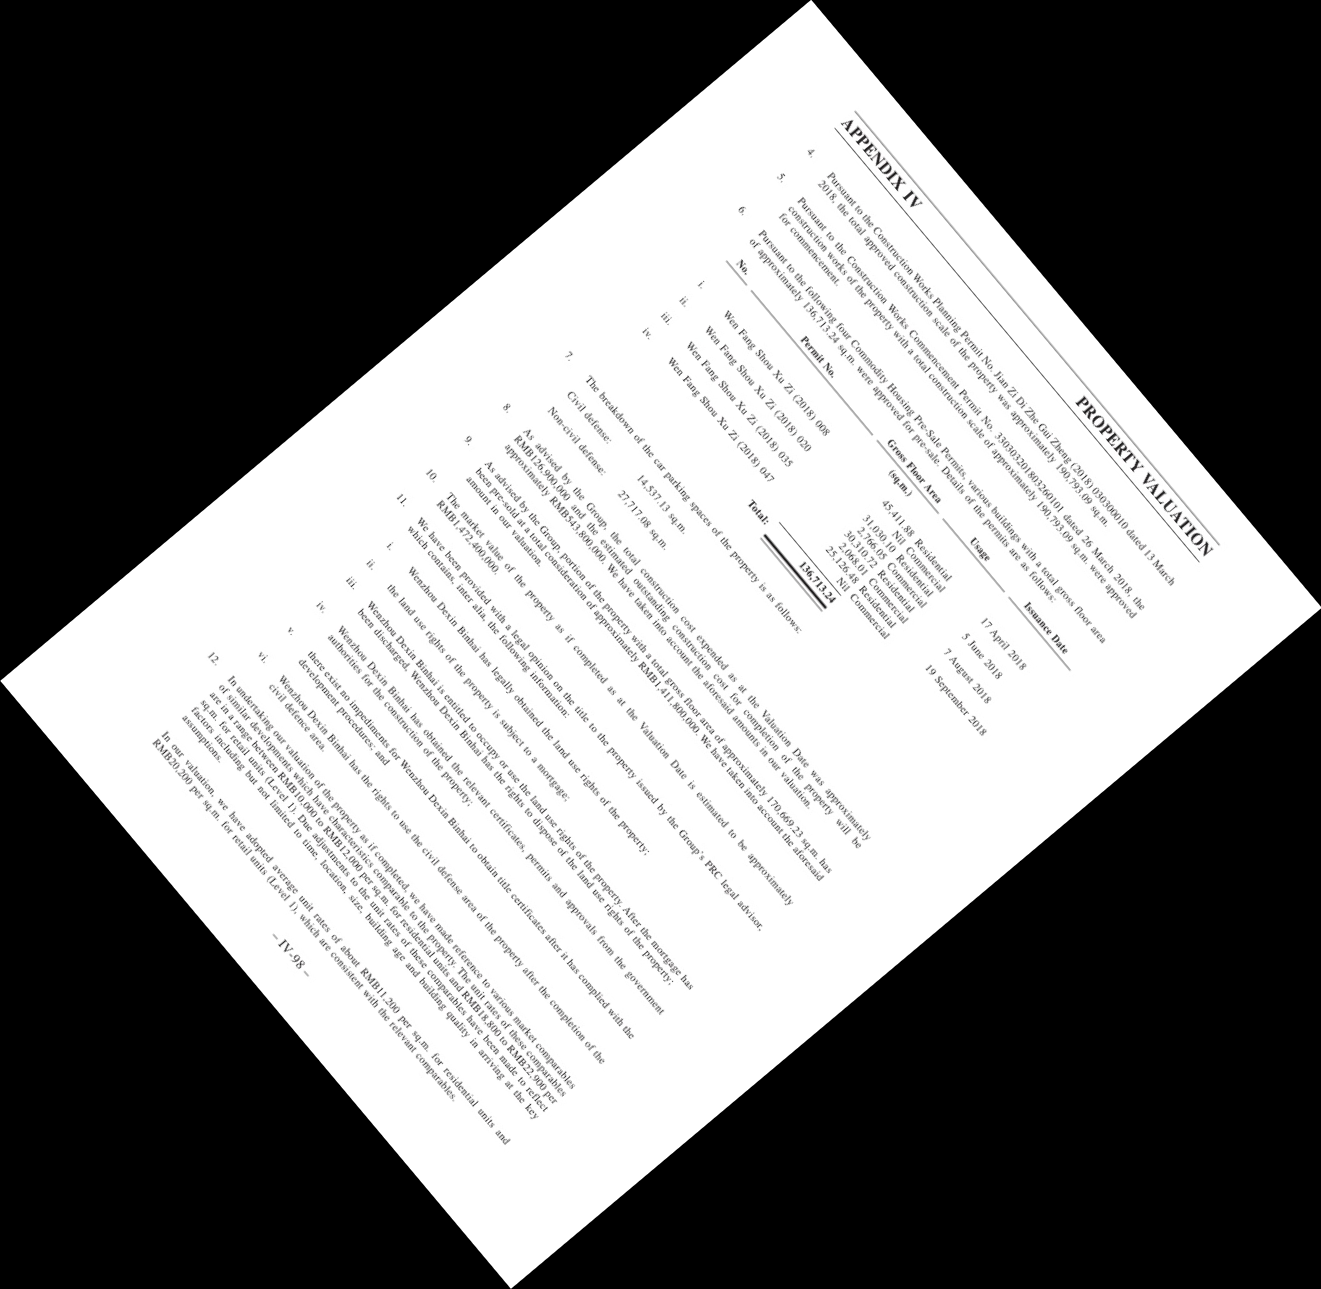 APPENDIX IV PROPERTY VALUATION
4. Pursuant to the Construction Works Planning Permit No. Jian Zi Di Zhe Gui Zheng (2018) 030300010 dated 13 March
2018, the total approved construction scale of the property was approximately 190,793.09 sq.m.
5. Pursuant to the Construction Works Commencement Permit No. 330303201803260101 dated 26 March 2018, the
construction works of the property with a total construction scale of approximately 190,793.09 sq.m. were approved
for commencement.
6. Pursuant to the following four Commodity Housing Pre-Sale Permits, various buildings with a total gross floor area
of approximately 136,713.24 sq.m. were approved for pre-sale. Details of the permits are as follows:
No. Permit No. Gross Floor Area Usage Issuance Date
(sq.m.)
i. Wen Fang Shou Xu Zi (2018) 008 45,411.88 Residential 17 April 2018
Nil Commercial
ii. Wen Fang Shou Xu Zi (2018) 020 31,030.10 Residential 5 June 2018
2,766.05 Commercial
iii. Wen Fang Shou Xu Zi (2018) 035 30,310.72 Residential 7 August 2018
2,068.01 Commercial
iv. Wen Fang Shou Xu Zi (2018) 047 25,126.48 Residential 19 September 2018
Nil Commercial
Total: 136,713.24
7. The breakdown of the car parking spaces of the property is as follows:
Civil defense: 14,537.13 sq.m.
Non-civil defense: 27,717.08 sq.m.
8. As advised by the Group, the total construction cost expended as at the Valuation Date was approximately
RMB126,900,000 and the estimated outstanding construction cost for completion of the property will be
approximately RMB543,800,000. We have taken into account the aforesaid amounts in our valuation.
9. As advised by the Group, portion of the property with a total gross floor area of approximately 170,669.23 sq.m. has
been pre-sold at a total consideration of approximately RMB1,411,800,000. We have taken into account the aforesaid
amount in our valuation.
10. The market value of the property as if completed as at the Valuation Date is estimated to be approximately
RMB1,472,400,000.
11. We have been provided with a legal opinion on the title to the property issued by the Group's PRC legal advisor,
which contains, inter alia, the following information:
i. Wenzhou Dexin Binhai has legally obtained the land use rights of the property;
ii. the land use rights of the property is subject to a mortgage;
iii. Wenzhou Dexin Binhai is entitled to occupy or use the land use rights of the property. After the mortgage has
been discharged, Wenzhou Dexin Binhai has the rights to dispose of the land use rights of the property;
iv. Wenzhou Dexin Binhai has obtained the relevant certificates, permits and approvals from the government
authorities for the construction of the property;
v. there exist no impediments for Wenzhou Dexin Binhai to obtain title certificates after it has complied with the
development procedures; and
vi. Wenzhou Dexin Binhai has the rights to use the civil defense area of the property after the completion of the
civil defence area.
12. In undertaking our valuation of the property as if completed, we have made reference to various market comparables
of similar developments which have characteristics comparable to the property. The unit rates of these comparables
are in a range between RMB10,000 to RMB12,000 per sq.m. for residential units and RMB18,800 to RMB22,900 per
sq.m. for retail units (Level 1). Due adjustments to the unit rates of these comparables have been made to reflect
factors including but not limited to time, location, size, building age and building quality in arriving at the key
assumptions.
In our valuation, we have adopted average unit rates of about RMB11,200 per sq.m. for residential units and
RMB20,200 per sq.m. for retail units (Level 1), which are consistent with the relevant comparables.
– IV-98 –